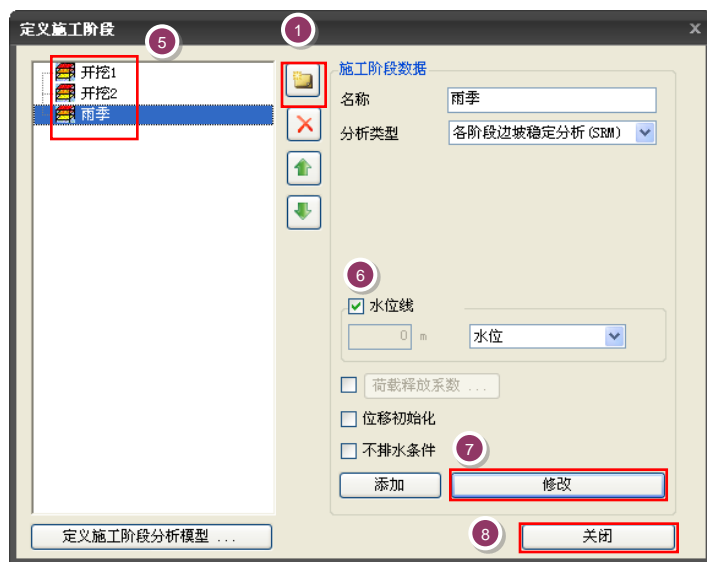 定义施工阶段
x
5
1
开挖1
开挖2
雨季
施工阶段数据
名称
雨季
分析类型
各阶段边坡稳定分析(SRM)
6
水位线
0 m
水位
荷载释放系数 ...
位移初始化
不排水条件
7
添加
修改
定义施工阶段分析模型 ...
8
关闭